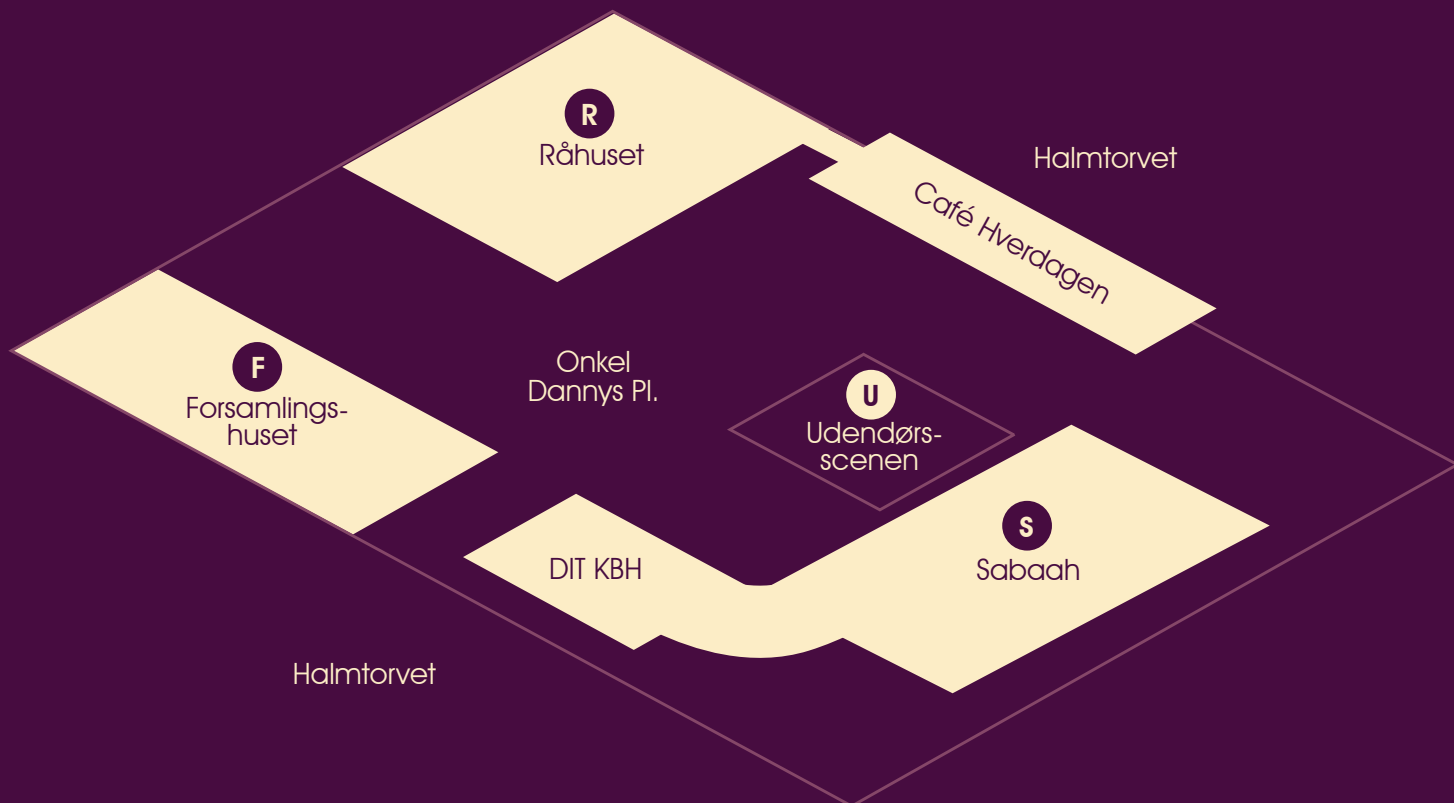 R
Råhuset
Halmtorvet
Café Hverdagen
F
Forsamlings-
huset
Onkel
Dannys Pl.
U
Udendørs-
scenen
S
Sabaah
DIT KBH
Halmtorvet